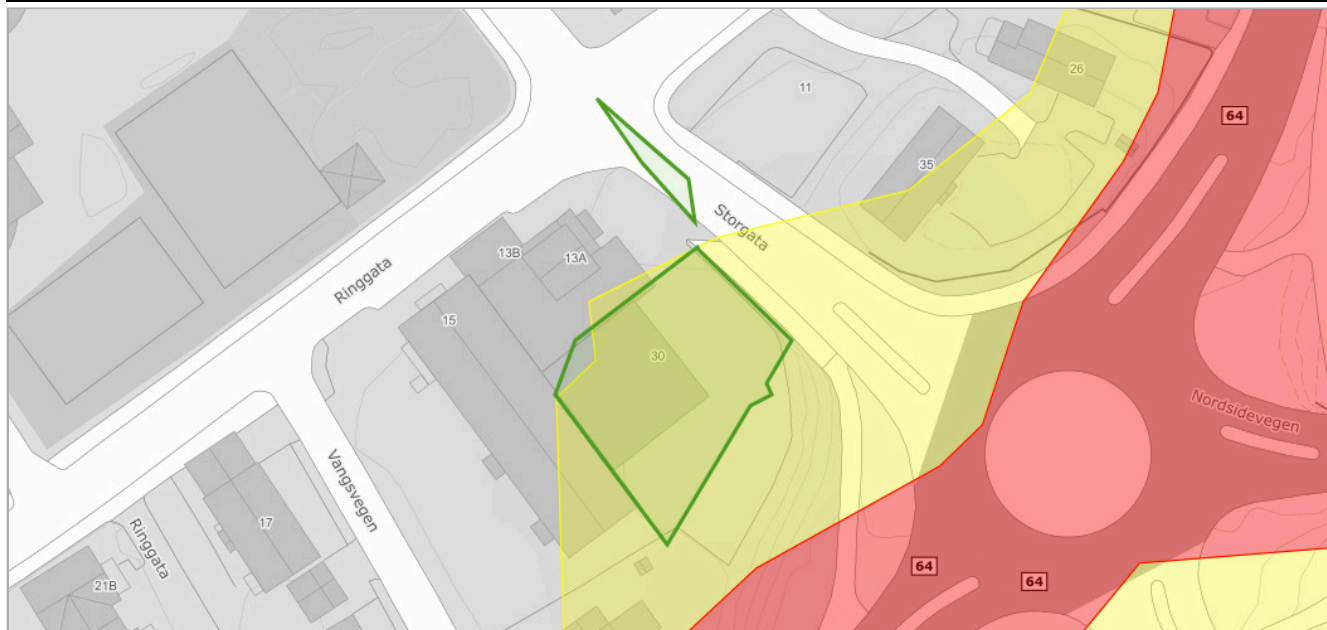 26
11
64
35
Storgata
13B
13A
Ringgata
15
30
Nordsidevegen
Vangsvegen
17
Ringgata
64
64
21B